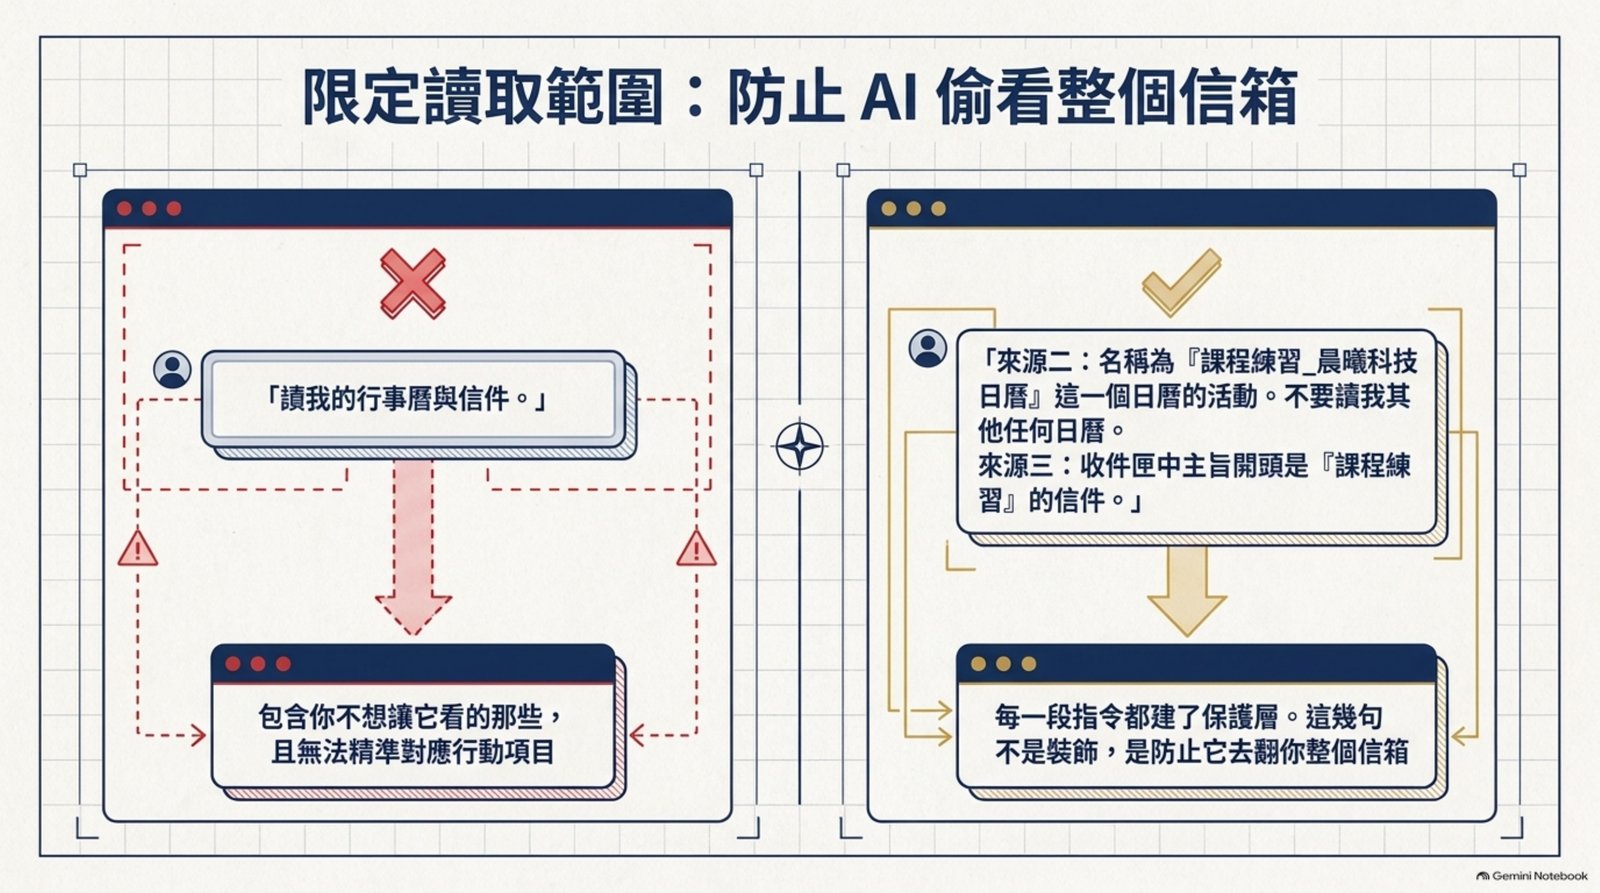 限定讀取範圍：防止 AI 偷看整個信箱
「讀我的行事曆與信件。」
包含你不想讓它看的那些，
且無法精準對應行動項目
「來源二：名稱為『課程練習_晨曦科技
日曆』這一個日曆的活動。不要讀我其
他任何日曆。
來源三：收件匣中主旨開頭是『課程練
習』的信件。」
每一段指令都建了保護層。這幾句
不是裝飾，是防止它去翻你整個信箱
Gemini Notebook